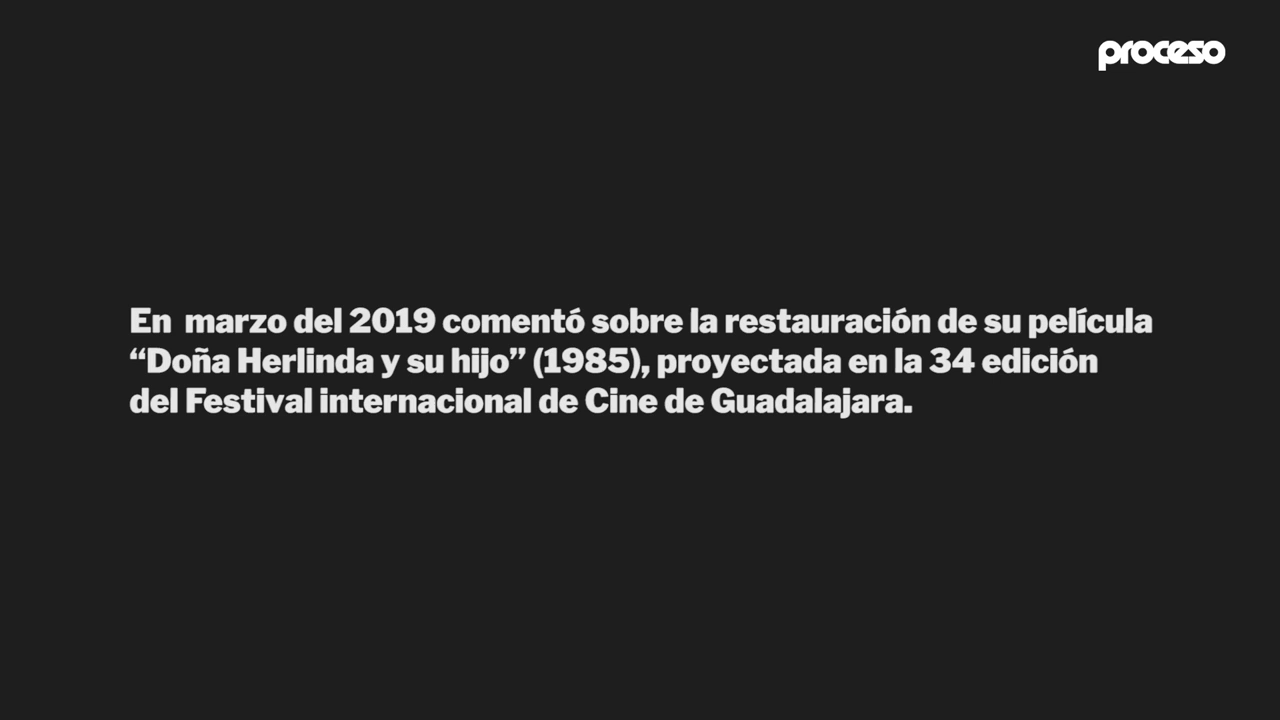 proceso
En  marzo del 2019 comentó sobre la restauración de su película
“Doña Herlinda y su hijo” (1985), proyectada en la 34 edición
del Festival internacional de Cine de Guadalajara.